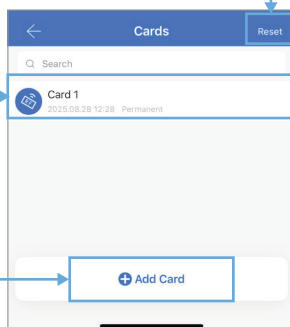 Cards
Reset
Search
Card 1
2025.08.28 12:28 Permanent
Add Card